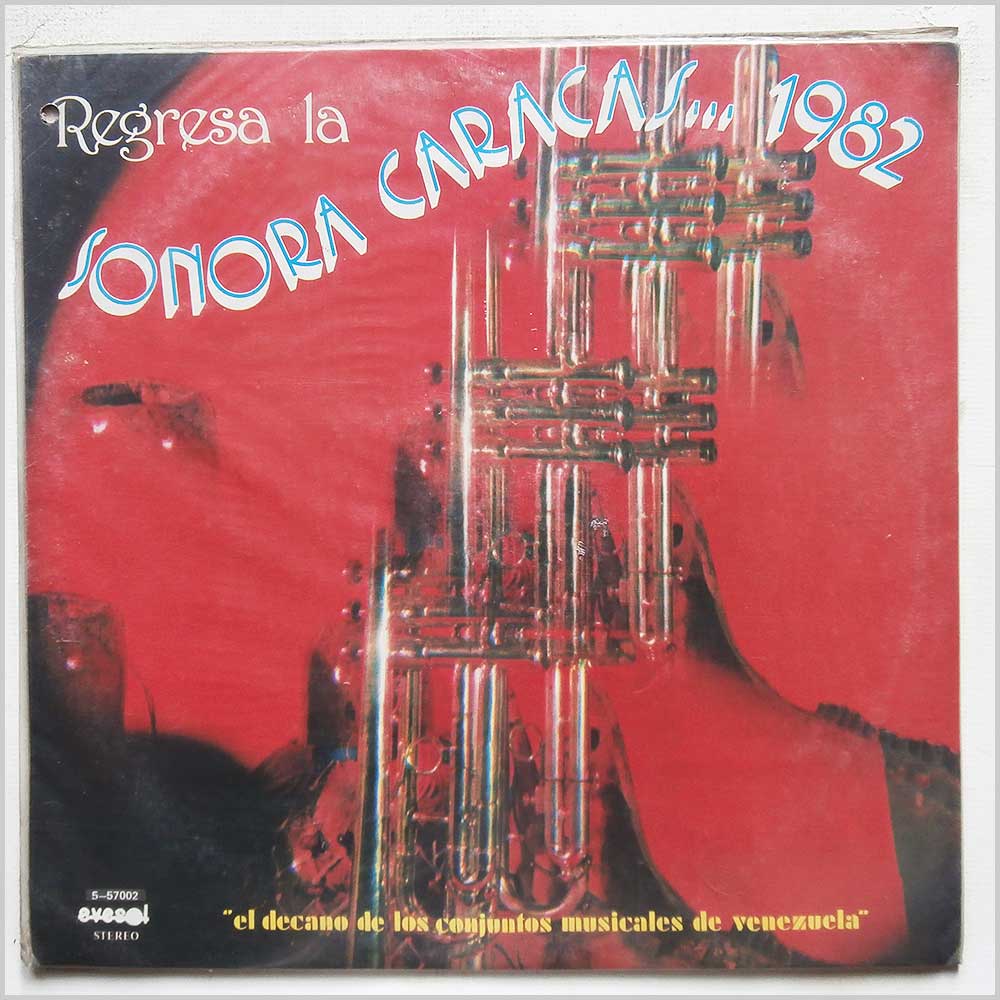 Regresa la
SONORA CARACAS... 1982
5-57002
evesol
STEREO
"el decano de los conjuntos musicales de venezuela"